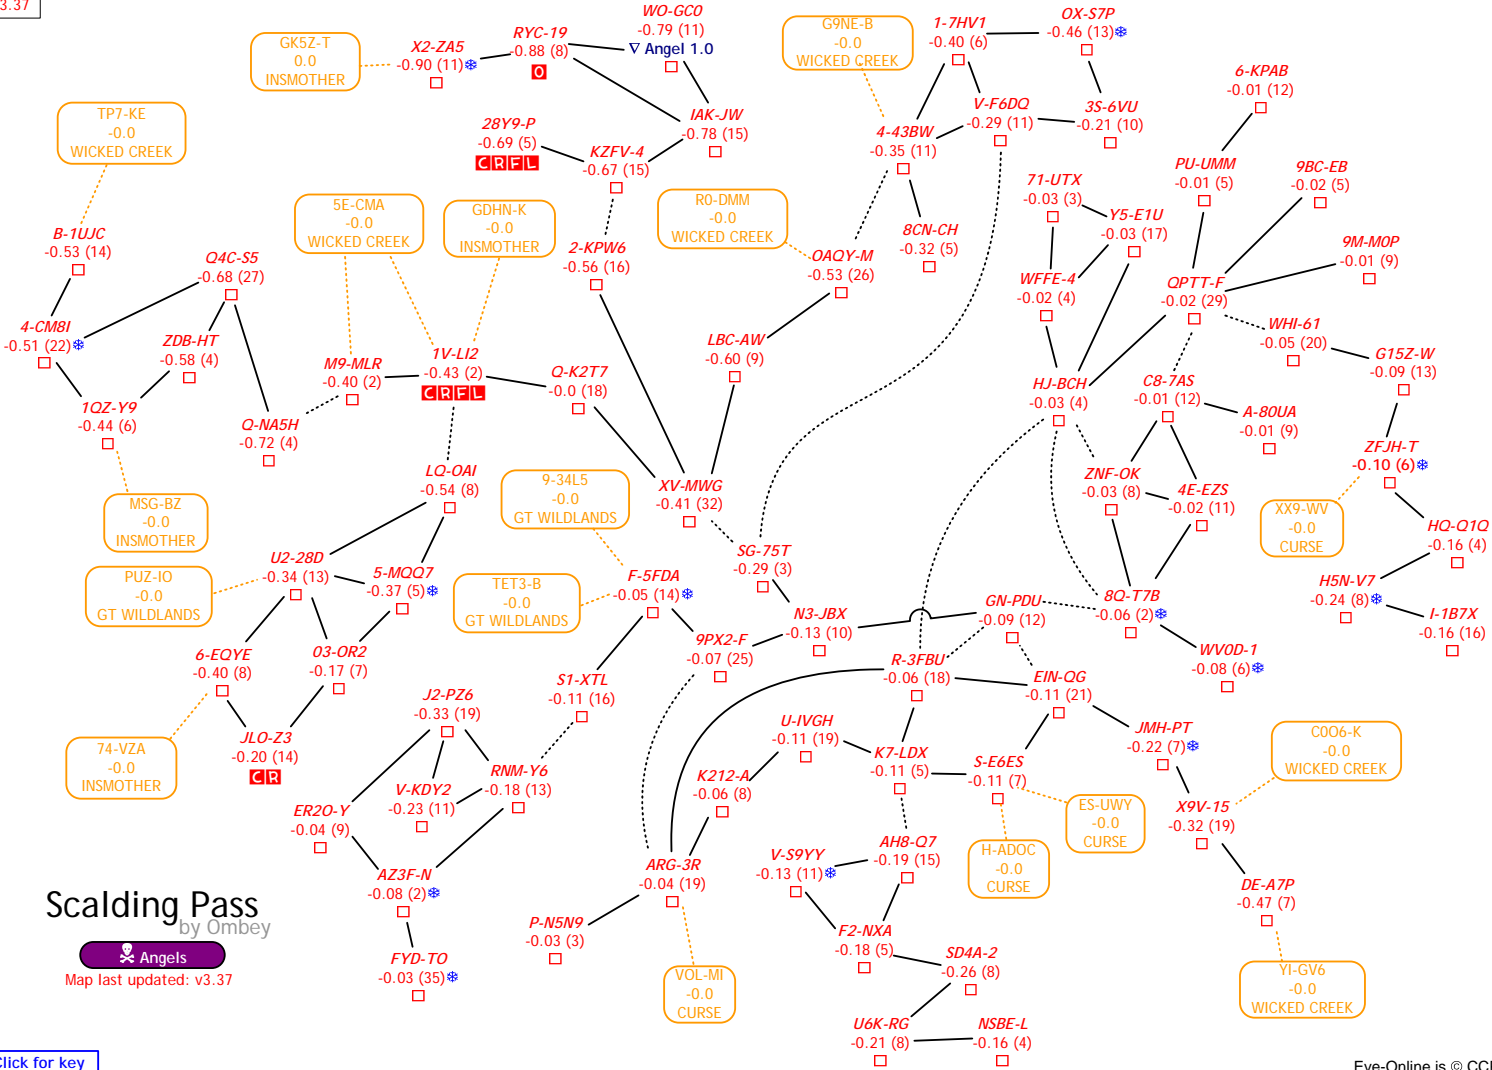 3.37
WO-GC0
-0.79 (11)
∇ Angel 1.0
RYC-19
-0.88 (8)
O
X2-ZA5
-0.90 (11)❄
GK5Z-T
0.0
INSMOTHER
G9NE-B
-0.0
WICKED CREEK
1-7HV1
-0.40 (6)
OX-S7P
-0.46 (13)❄
6-KPAB
-0.01 (12)
TP7-KE
-0.0
WICKED CREEK
28Y9-P
-0.69 (5)
C R F L
KZFV-4
-0.67 (15)
IAK-JW
-0.78 (15)
4-43BW
-0.35 (11)
V-F6DQ
-0.29 (11)
3S-6VU
-0.21 (10)
PU-UMM
-0.01 (5)
9BC-EB
-0.02 (5)
71-UTX
-0.03 (3)
Y5-E1U
-0.03 (17)
5E-CMA
-0.0
WICKED CREEK
GDHN-K
-0.0
INSMOTHER
R0-DMM
-0.0
WICKED CREEK
8CN-CH
-0.32 (5)
B-1UJC
-0.53 (14)
Q4C-S5
-0.68 (27)
2-KPW6
-0.56 (16)
OAQY-M
-0.53 (26)
WFFE-4
-0.02 (4)
QPTT-F
-0.02 (29)
9M-M0P
-0.01 (9)
4-CM8I
-0.51 (22)❄
ZDB-HT
-0.58 (4)
M9-MLR
-0.40 (2)
1V-LI2
-0.43 (2)
C R F L
Q-K2T7
-0.0 (18)
LBC-AW
-0.60 (9)
WHI-61
-0.05 (20)
G15Z-W
-0.09 (13)
HJ-BCH
-0.03 (4)
C8-7AS
-0.01 (12)
A-80UA
-0.01 (9)
1QZ-Y9
-0.44 (6)
Q-NA5H
-0.72 (4)
LQ-OAI
-0.54 (8)
9-34L5
-0.0
GT WILDLANDS
XV-MWG
-0.41 (32)
ZNF-OK
-0.03 (8)
4E-EZS
-0.02 (11)
ZFJH-T
-0.10 (6)❄
MSG-BZ
-0.0
INSMOTHER
XX9-WV
-0.0
CURSE
HQ-Q1Q
-0.16 (4)
U2-28D
-0.34 (13)
5-MQQ7
-0.37 (5)❄
PUZ-IO
-0.0
GT WILDLANDS
TET3-B
-0.0
GT WILDLANDS
F-5FDA
-0.05 (14)❄
SG-75T
-0.29 (3)
N3-JBX
-0.13 (10)
GN-PDU
-0.09 (12)
8Q-T7B
-0.06 (2)❄
H5N-V7
-0.24 (8)❄
I-1B7X
-0.16 (16)
6-EQYE
-0.40 (8)
03-OR2
-0.17 (7)
9PX2-F
-0.07 (25)
R-3FBU
-0.06 (18)
EIN-QG
-0.11 (21)
WV0D-1
-0.08 (6)❄
S1-XTL
-0.11 (16)
J2-PZ6
-0.33 (19)
U-IVGH
-0.11 (19)
JMH-PT
-0.22 (7)❄
C0O6-K
-0.0
WICKED CREEK
74-VZA
-0.0
INSMOTHER
JLO-Z3
-0.20 (14)
C R
V-KDY2
-0.23 (11)
RNM-Y6
-0.18 (13)
K212-A
-0.06 (8)
K7-LDX
-0.11 (5)
S-E6ES
-0.11 (7)
ER2O-Y
-0.04 (9)
ES-UWY
-0.0
CURSE
X9V-15
-0.32 (19)
AZ3F-N
-0.08 (2)❄
ARG-3R
-0.04 (19)
V-S9YY
-0.13 (11)❄
AH8-Q7
-0.19 (15)
H-ADOC
-0.0
CURSE
DE-A7P
-0.47 (7)
Scalding Pass
by Ombey
Angels
Map last updated: v3.37
P-N5N9
-0.03 (3)
F2-NXA
-0.18 (5)
SD4A-2
-0.26 (8)
FYD-TO
-0.03 (35)❄
VOL-MI
-0.0
CURSE
YI-GV6
-0.0
WICKED CREEK
U6K-RG
-0.21 (8)
NSBE-L
-0.16 (4)
Click for key
Eve-Online is © CC